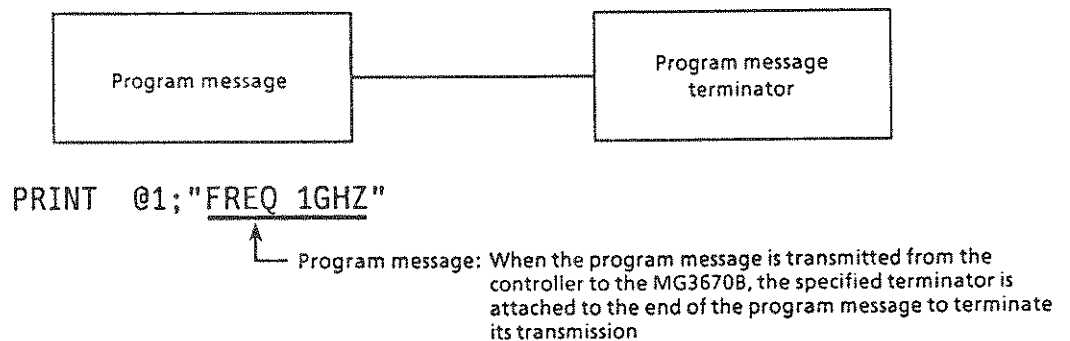 Program message
Program message
terminator
PRINT @1;"FREQ 1GHZ"
Program message: When the program message is transmitted from the
controller to the MG3670B, the specified terminator is
attached to the end of the program message to terminate
its transmission